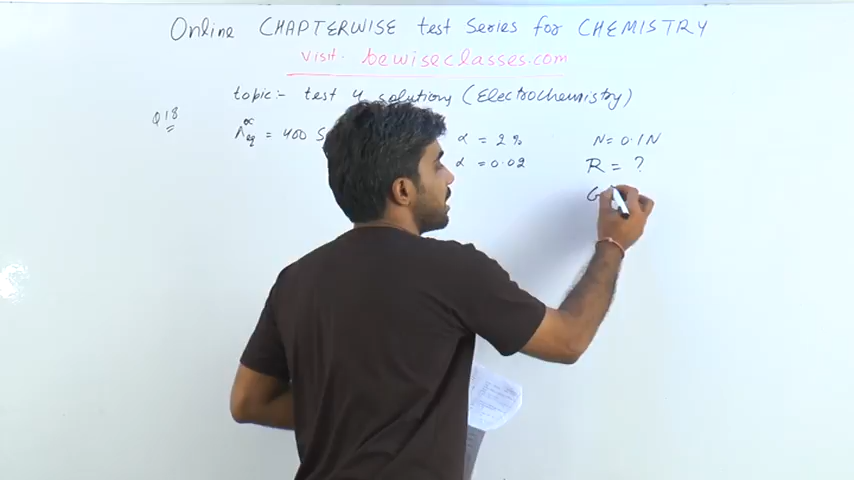 Online CHAPTERWISE test Series for CHEMISTRY
visit. bewiseclasses.com
topic:- test 4 solutions (Electrochemistry)
Q18
Λ∞eq = 400 S α = 2% N = 0.1N
α = 0.02 R = ?
G